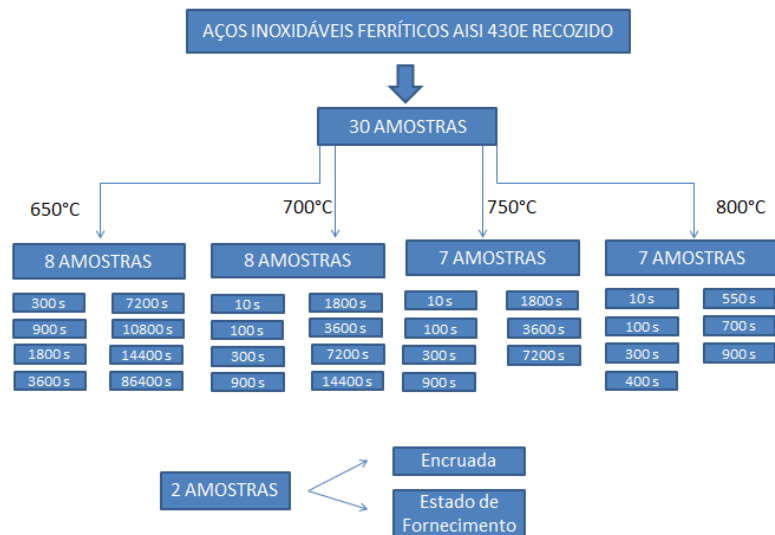 AÇOS INOXIDÁVEIS FERRÍTICOS AISI 430E RECOZIDO
30 AMOSTRAS
650°C
700°C
750°C
800°C
8 AMOSTRAS
8 AMOSTRAS
7 AMOSTRAS
7 AMOSTRAS
300 s
7200 s
900 s
10800 s
1800 s
14400 s
3600 s
86400 s
10 s
1800 s
100 s
3600 s
300 s
7200 s
900 s
14400 s
10 s
1800 s
100 s
3600 s
300 s
7200 s
900 s
10 s
550 s
100 s
700 s
300 s
900 s
400 s
2 AMOSTRAS
Encruada
Estado de
Fornecimento